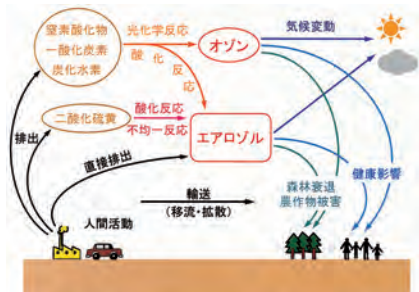 窒素酸化物
一酸化炭素
炭化水素
光化学反応
酸化反応
オゾン
気候変動
二酸化硫黄
酸化反応
不均一反応
エアロゾル
排出
直接排出
健康影響
森林衰退
農作物被害
輸送
(移流・拡散)
人間活動